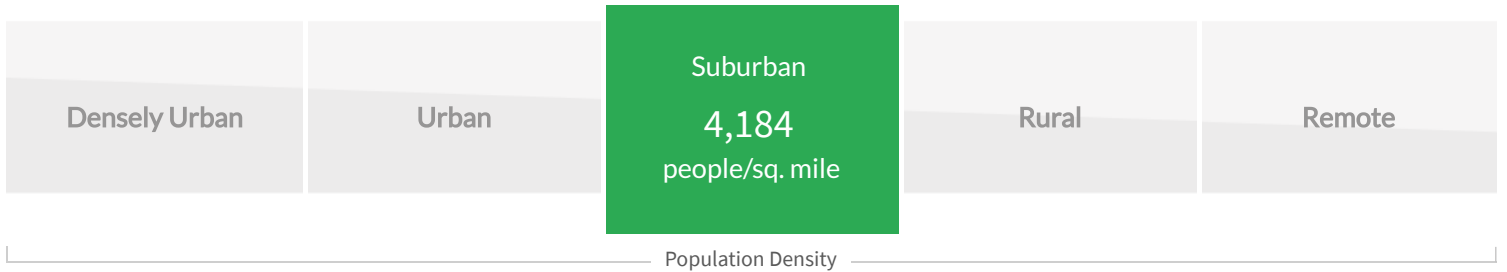 Densely Urban
Urban
Suburban
4,184
people/sq. mile
Rural
Remote
Population Density